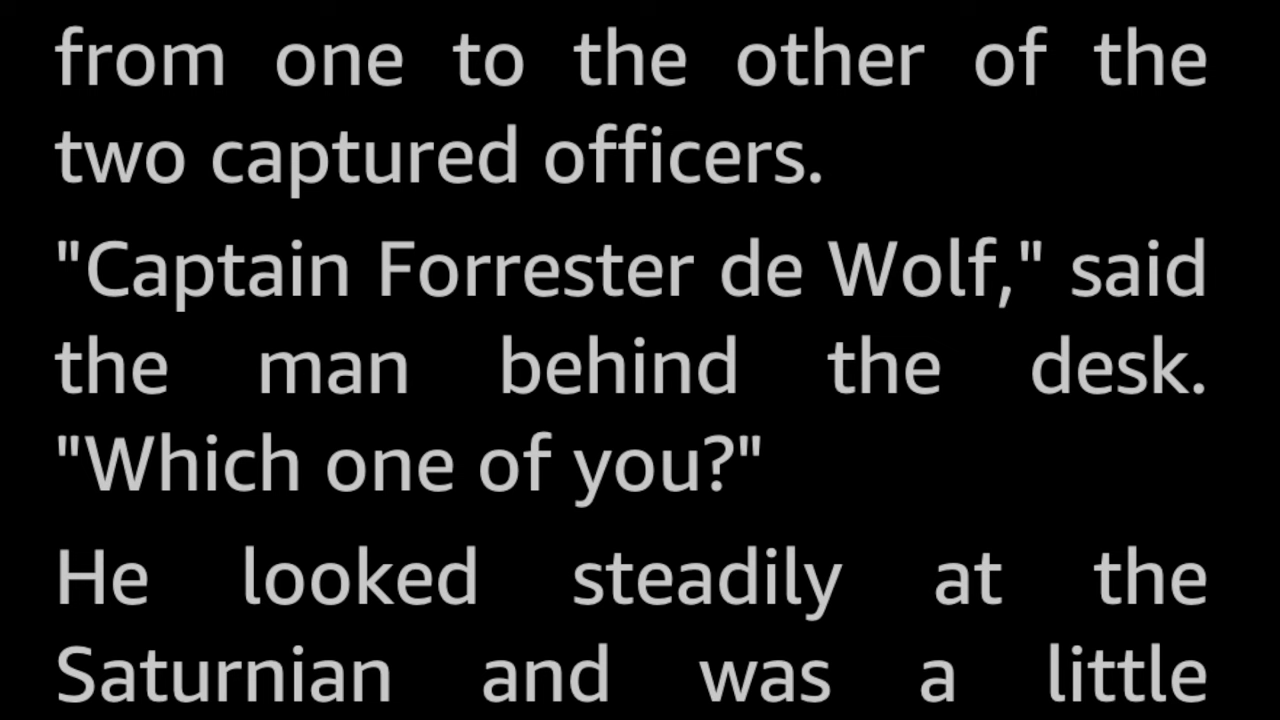 from one to the other of the
two captured officers.
"Captain Forrester de Wolf," said
the man behind the desk.
"Which one of you?"
He looked steadily at the
Saturnian and was a little